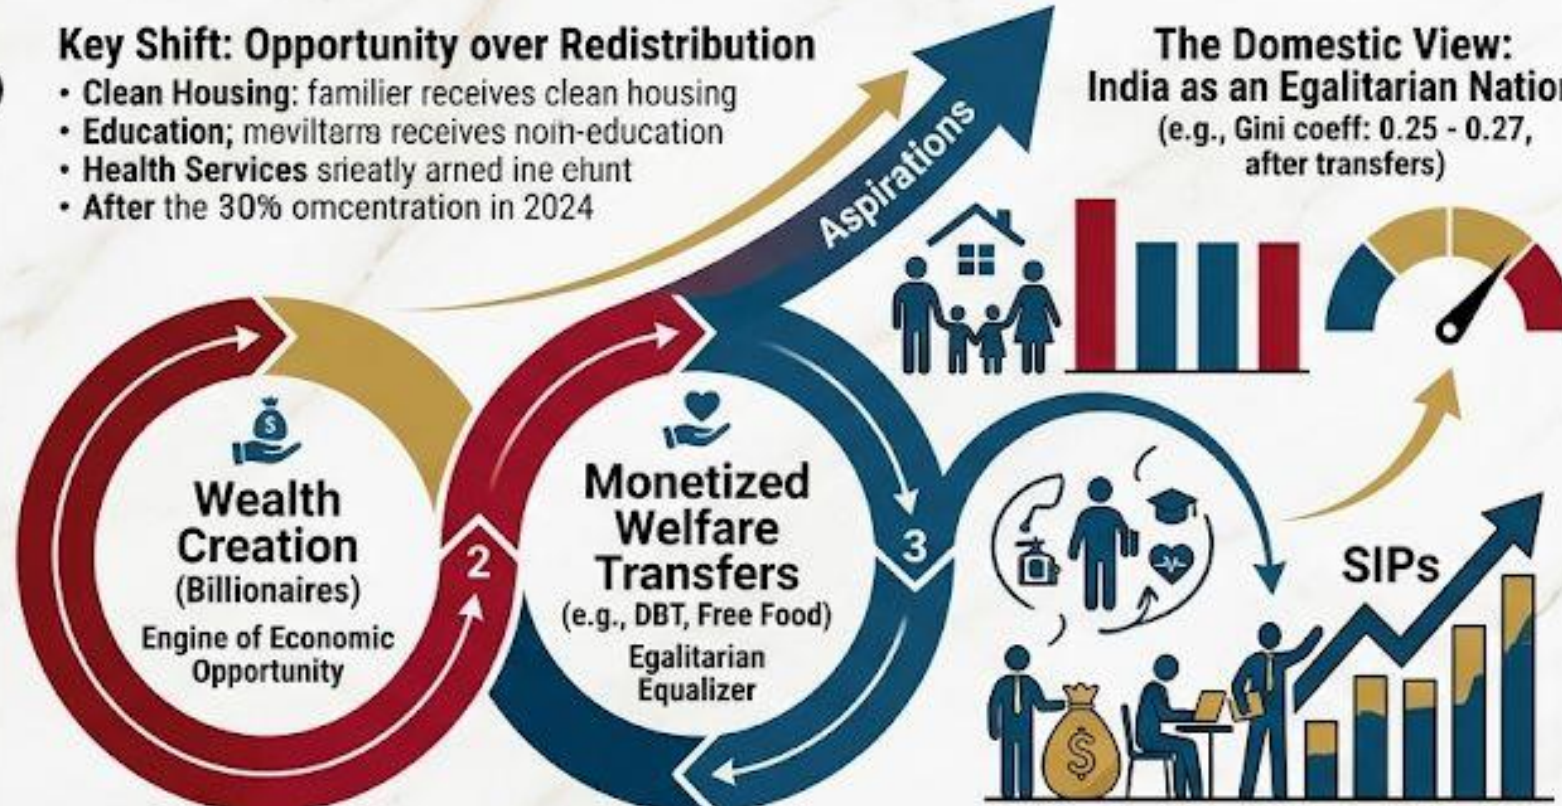 Key Shift: Opportunity over Redistribution
• Clean Housing: familier receives clean housing
• Education; mevilterra receives noin-education
• Health Services srieatly arned ine ehunt
• After the 30% omcentration in 2024
The Domestic View:
India as an Egalitarian Nation
(e.g., Gini coeff: 0.25 - 0.27,
after transfers)
Aspirations
$
Wealth
Creation
(Billionaires)
Engine of Economic
Opportunity
2
Monetized
Welfare
Transfers
(e.g., DBT, Free Food)
Egalitarian
Equalizer
3
SIPs
$